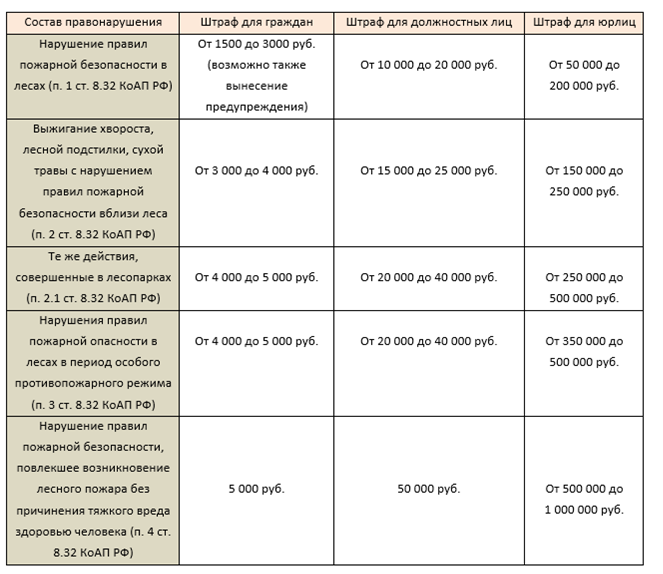 Состав правонарушения
Штраф для граждан
Штраф для должностных лиц
Штраф для юрлиц
Нарушение правил
пожарной безопасности в
лесах (п. 1 ст. 8.32 КоАП РФ)
От 1500 до 3000 руб.
(возможно также
вынесение
предупреждения)
От 10 000 до 20 000 руб.
От 50 000 до
200 000 руб.
Выжигание хвороста,
лесной подстилки, сухой
травы с нарушением
правил пожарной
безопасности вблизи леса
(п. 2 ст. 8.32 КоАП РФ)
От 3 000 до 4 000 руб.
От 15 000 до 25 000 руб.
От 150 000 до
250 000 руб.
Те же действия,
совершенные в лесопарках
(п. 2.1 ст. 8.32 КоАП РФ)
От 4 000 до 5 000 руб.
От 20 000 до 40 000 руб.
От 250 000 до
500 000 руб.
Нарушения правил
пожарной опасности в
лесах в период особого
противопожарного режима
(п. 3 ст. 8.32 КоАП РФ)
От 4 000 до 5 000 руб.
От 20 000 до 40 000 руб.
От 350 000 до
500 000 руб.
Нарушение правил
пожарной безопасности,
повлекшее возникновение
лесного пожара без
причинения тяжкого вреда
здоровью человека (п. 4 ст.
8.32 КоАП РФ)
5 000 руб.
50 000 руб.
От 500 000 до
1 000 000 руб.